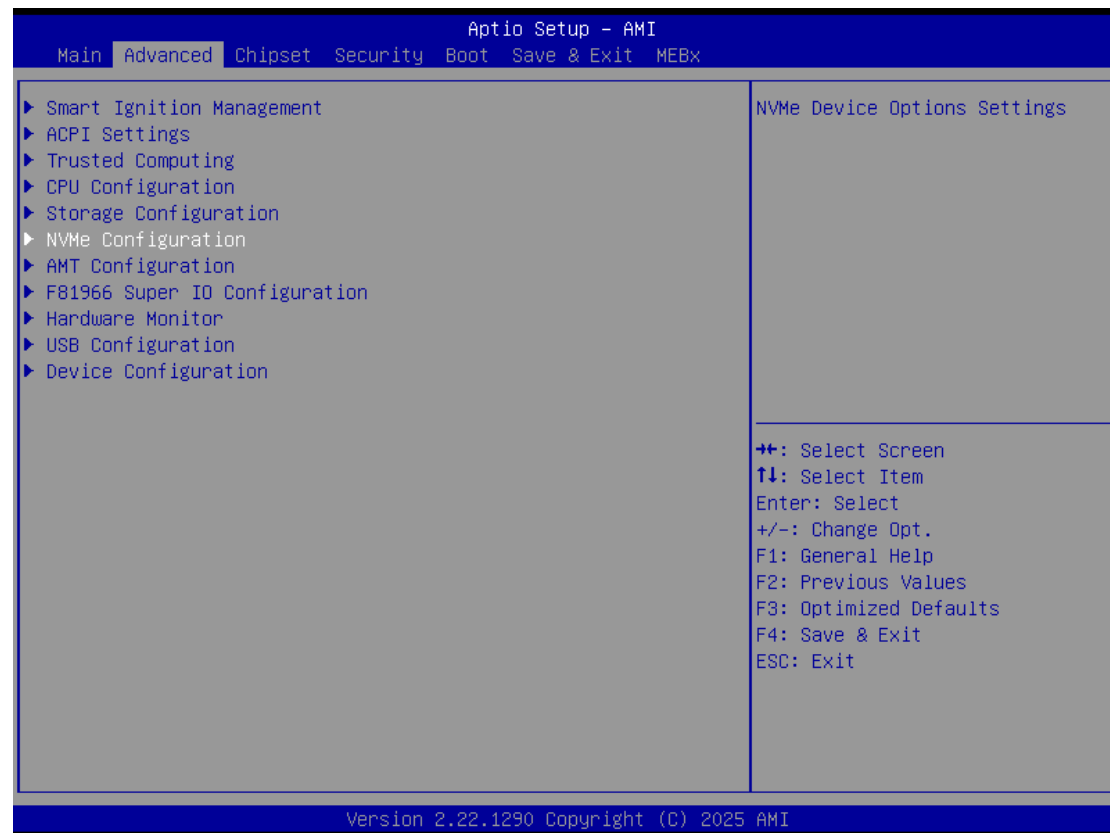 Aptio Setup – AMI
Main Advanced Chipset Security Boot Save & Exit MEBx
Smart Ignition Management
ACPI Settings
Trusted Computing
CPU Configuration
Storage Configuration
NVMe Configuration
AMT Configuration
F81966 Super IO Configuration
Hardware Monitor
USB Configuration
Device Configuration
NVMe Device Options Settings
→←: Select Screen
↑↓: Select Item
Enter: Select
+/-: Change Opt.
F1: General Help
F2: Previous Values
F3: Optimized Defaults
F4: Save & Exit
ESC: Exit
Version 2.22.1290 Copyright (C) 2025 AMI